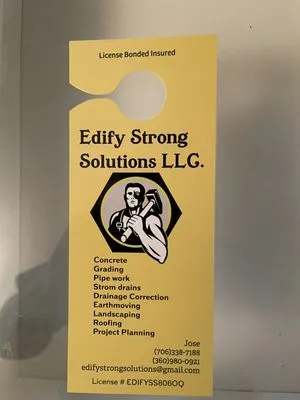 License Bonded Insured
Edify Strong
Solutions LLC.
Concrete
Grading
Pipe work
Strom drains
Drainage Correction
Earthmoving
Landscaping
Roofing
Project Planning
Jose
(706)338-7188
(360)980-0921
edifystrongsolutions@gmail.com
License # EDIFYSS806OQ